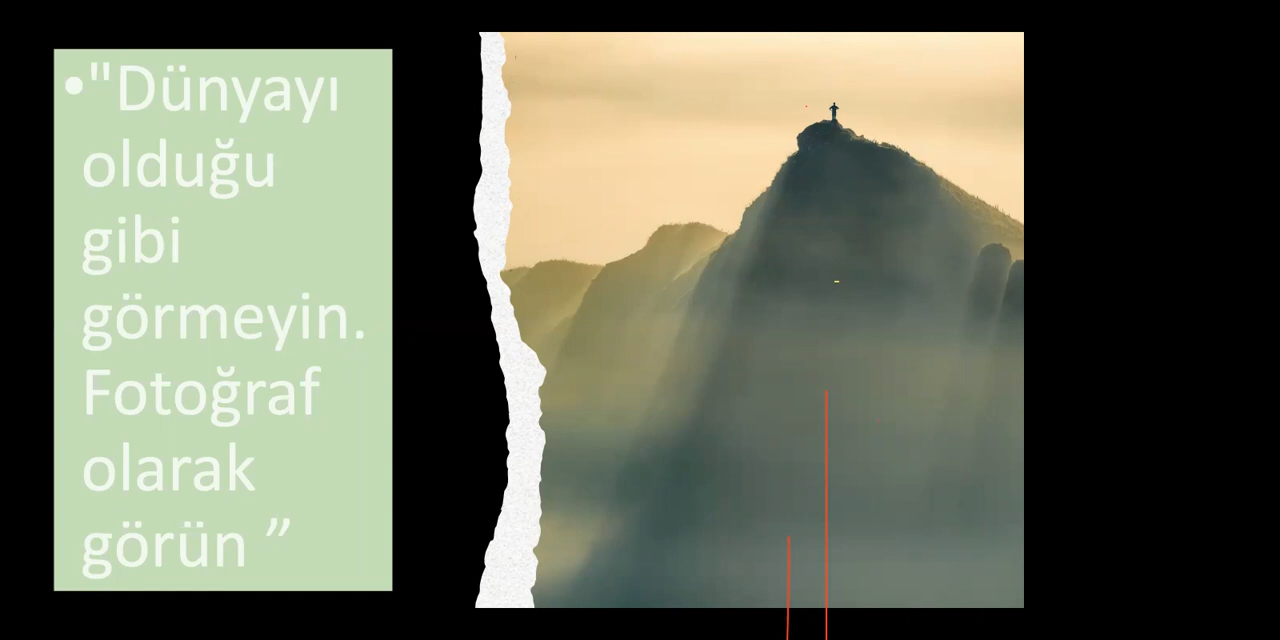 •"Dünyayı
olduğu
gibi
görmeyin.
Fotoğraf
olarak
görün ”